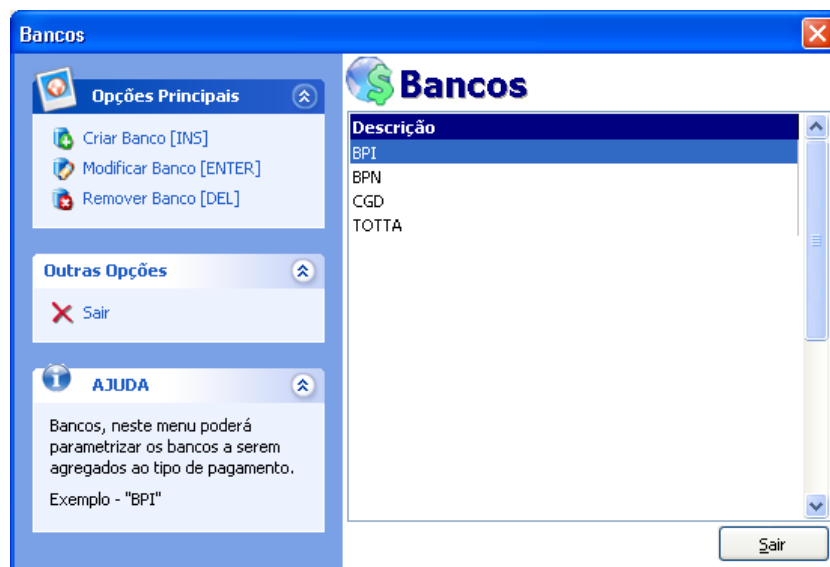 Bancos
Opções Principais
Criar Banco [INS]
Modificar Banco [ENTER]
Remover Banco [DEL]
Outras Opções
Sair
AJUDA
Bancos, neste menu poderá
parametrizar os bancos a serem
agregados ao tipo de pagamento.
Exemplo - "BPI"
Bancos
Descrição
BPI
BPN
CGD
TOTTA
Sair